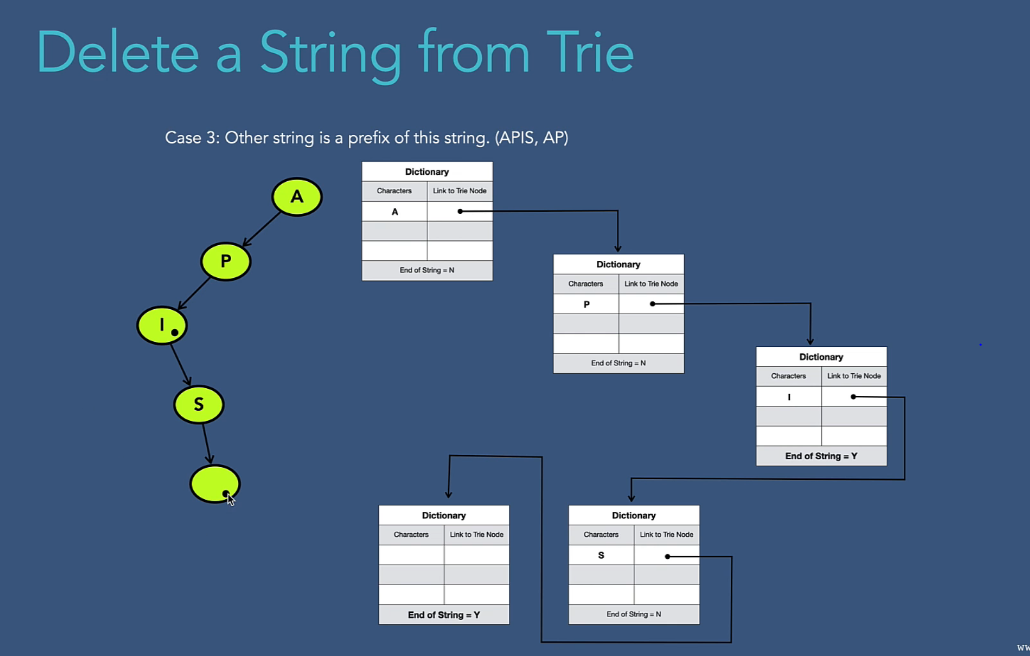 Delete a String from Trie
Case 3: Other string is a prefix of this string. (APIS, AP)
A
P
I
S
Dictionary
Characters Link to Trie Node
A
End of String = N
Dictionary
Characters Link to Trie Node
P
End of String = N
Dictionary
Characters Link to Trie Node
I
End of String = Y
Dictionary
Characters Link to Trie Node
End of String = Y
Dictionary
Characters Link to Trie Node
S
End of String = N